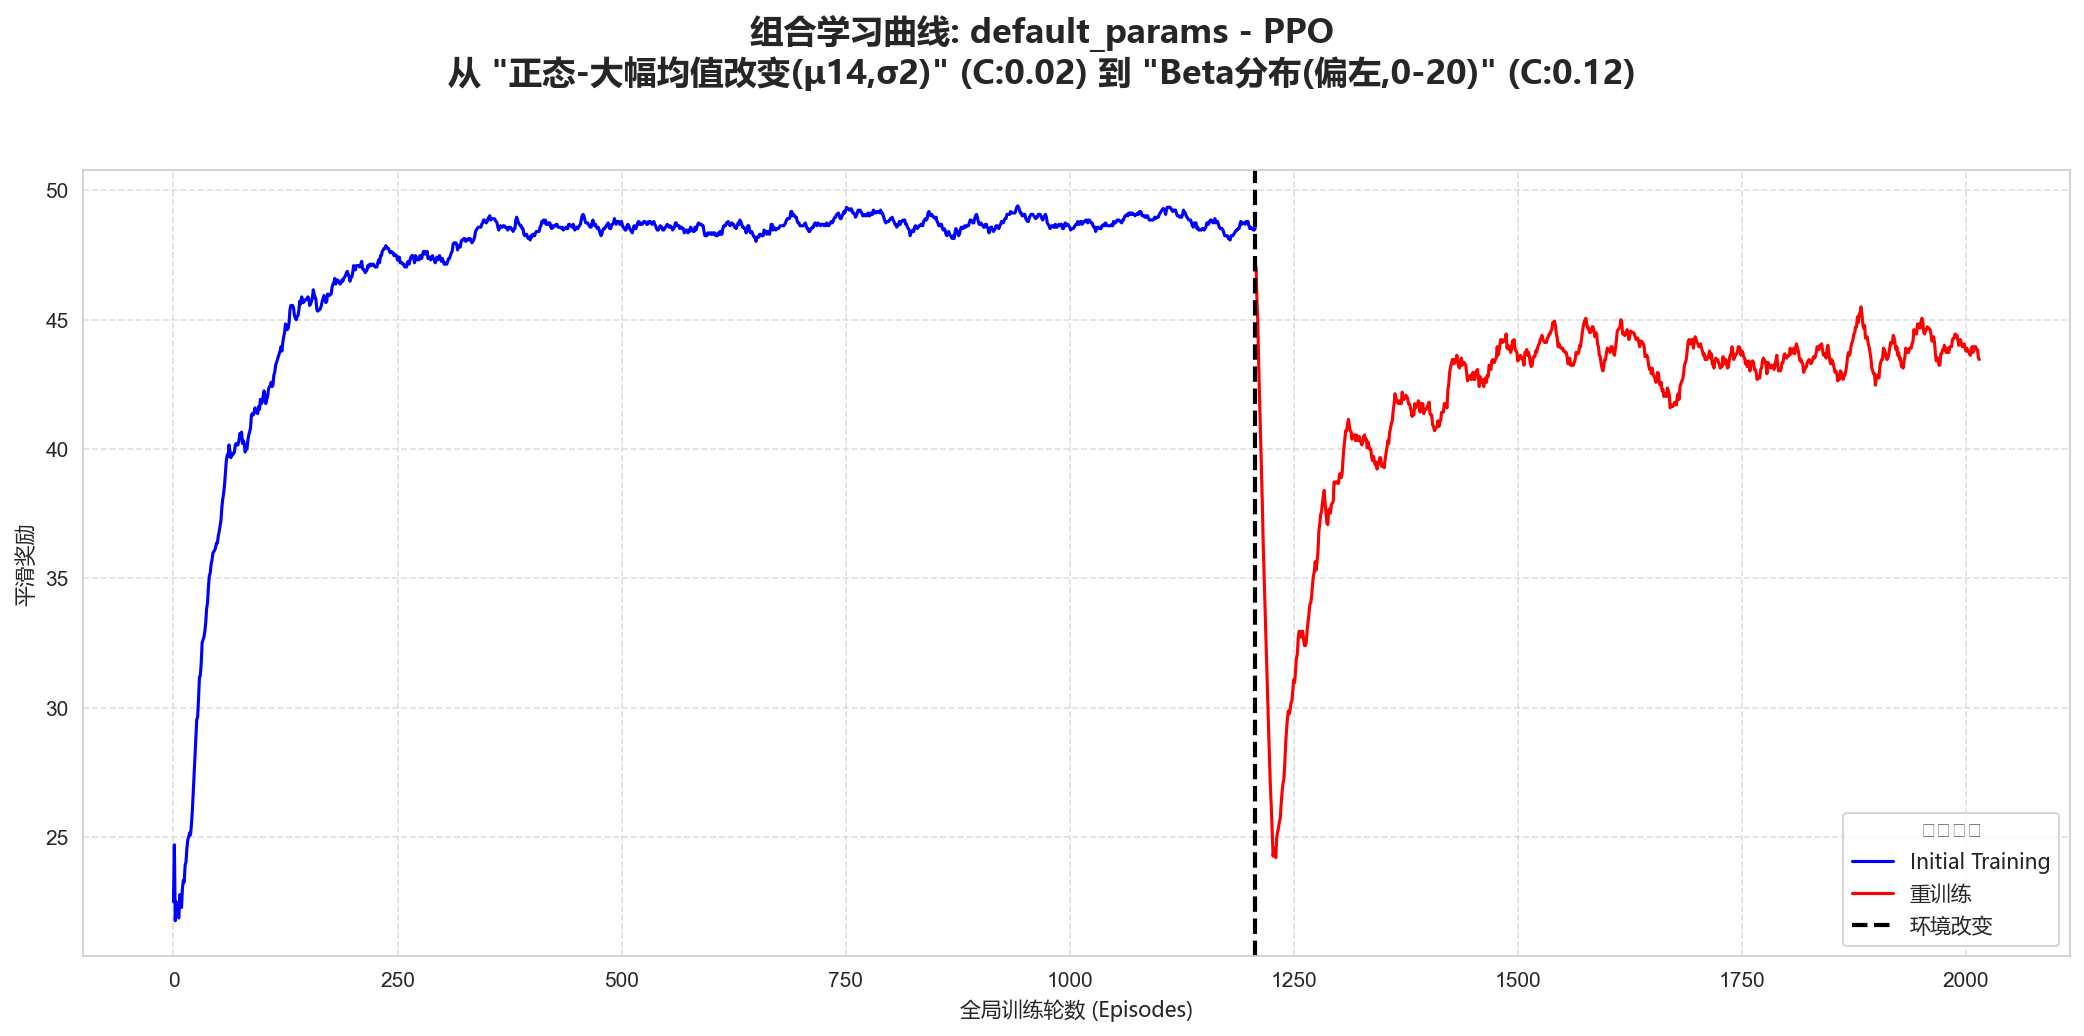 组合学习曲线: default_params - PPO
从 "正态-大幅均值改变(μ14,σ2)" (C:0.02) 到 "Beta分布(偏左,0-20)" (C:0.12)
50
45
40
35
30
25
平滑奖励
0
250
500
750
1000
1250
1500
1750
2000
全局训练轮数 (Episodes)
Initial Training
重训练
环境改变